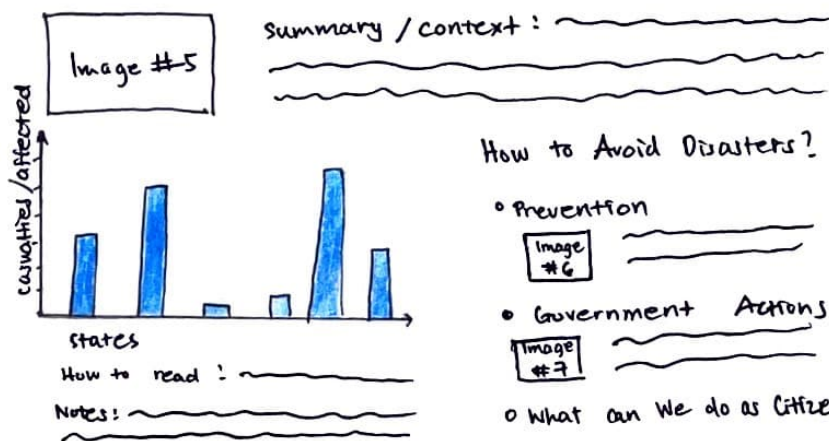 Image #5
summary / context :
casualties / affected
states
How to read :
Notes:
How to Avoid Disasters?
Prevention
Image
#6
Government Actions
Image
#7
What can we do as Citize